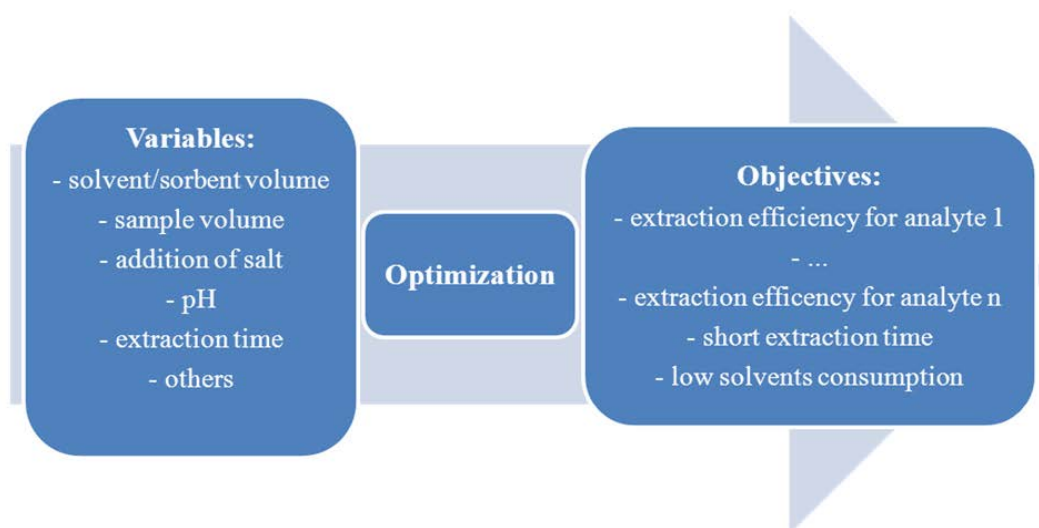 Variables:
- solvent/sorbent volume
- sample volume
- addition of salt
- pH
- extraction time
- others
Optimization
Objectives:
- extraction efficiency for analyte 1
- ...
- extraction efficency for analyte n
- short extraction time
- low solvents consumption